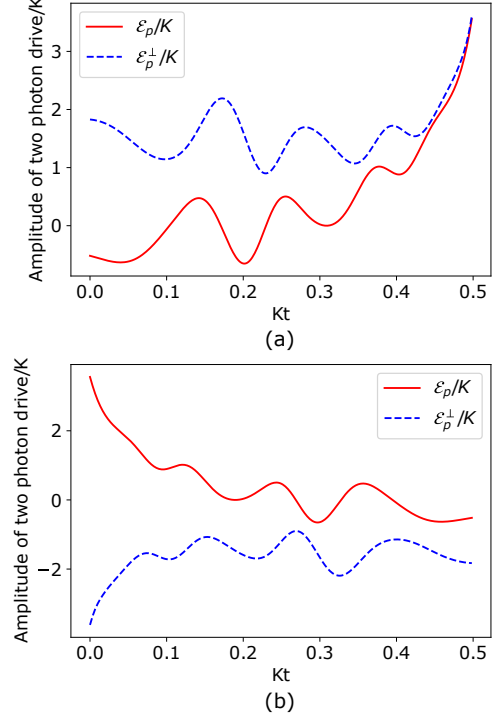 Amplitude of two photon drive/K
3
2
1
0
ℰₚ/K
ℰₚ^⊥/K
0.0 0.1 0.2 0.3 0.4 0.5
Kt
(a)
Amplitude of two photon drive/K
2
0
−2
ℰₚ/K
ℰₚ^⊥/K
0.0 0.1 0.2 0.3 0.4 0.5
Kt
(b)